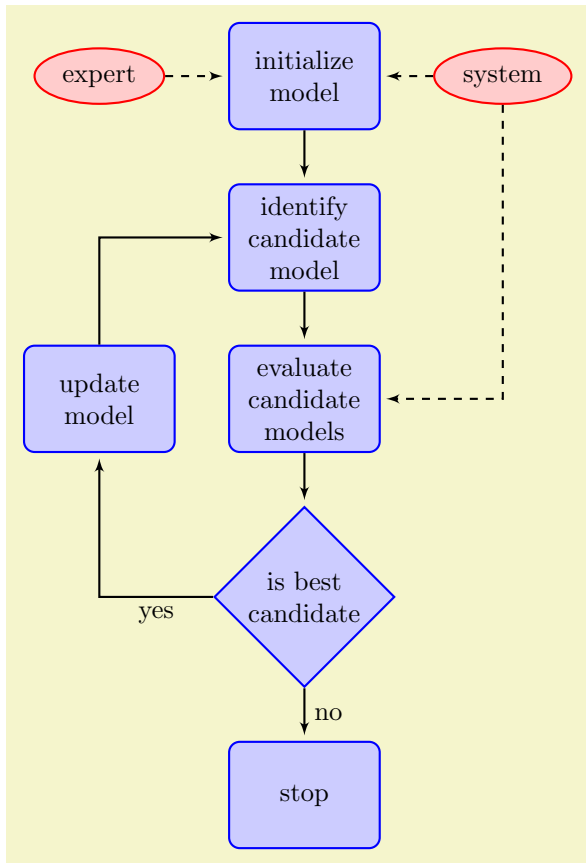 expert
initialize
model
system
identify
candidate
model
update
model
evaluate
candidate
models
is best
candidate
yes
no
stop